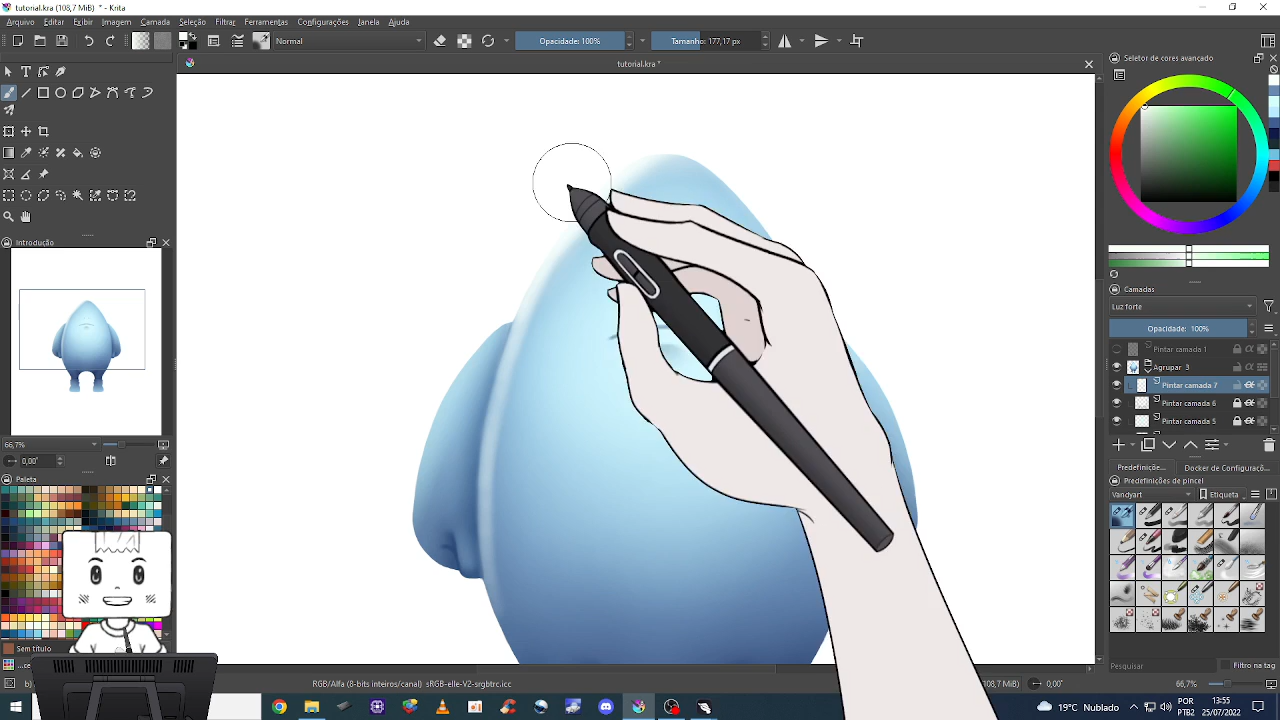 tutorial.kra (108,7 MiB) * - Krita
Arquivo Editar Exibir Imagem Camada Seleção Filtrar Ferramentas Configurações Janela Ajuda
Normal
Opacidade: 100%
Tamanho: 177,17 px
tutorial.kra *
Seletor de cores avançado
Introdução
66,7%
0,00°
Paleta
Sem título
Camadas
Luz forte
Opacidade: 100%
Pintar camada 1
Agrupar 3
Pintar camada 7
Pintar camada 6
Pintar camada 5
Predefinaçõe...
Docker de Configuraçõ...
Predefinições de pincel
Vandyart
Etiqueta
Pesquisar
Filtro na tag
RGB/Alfa (8-bits inteiros/canal) sRGB-elle-V2-srgbtrc.icc
(108,7 MiB)
0,00°
66,7%
19°C Nublado
POR
PTB2
13:55
25/07/2022